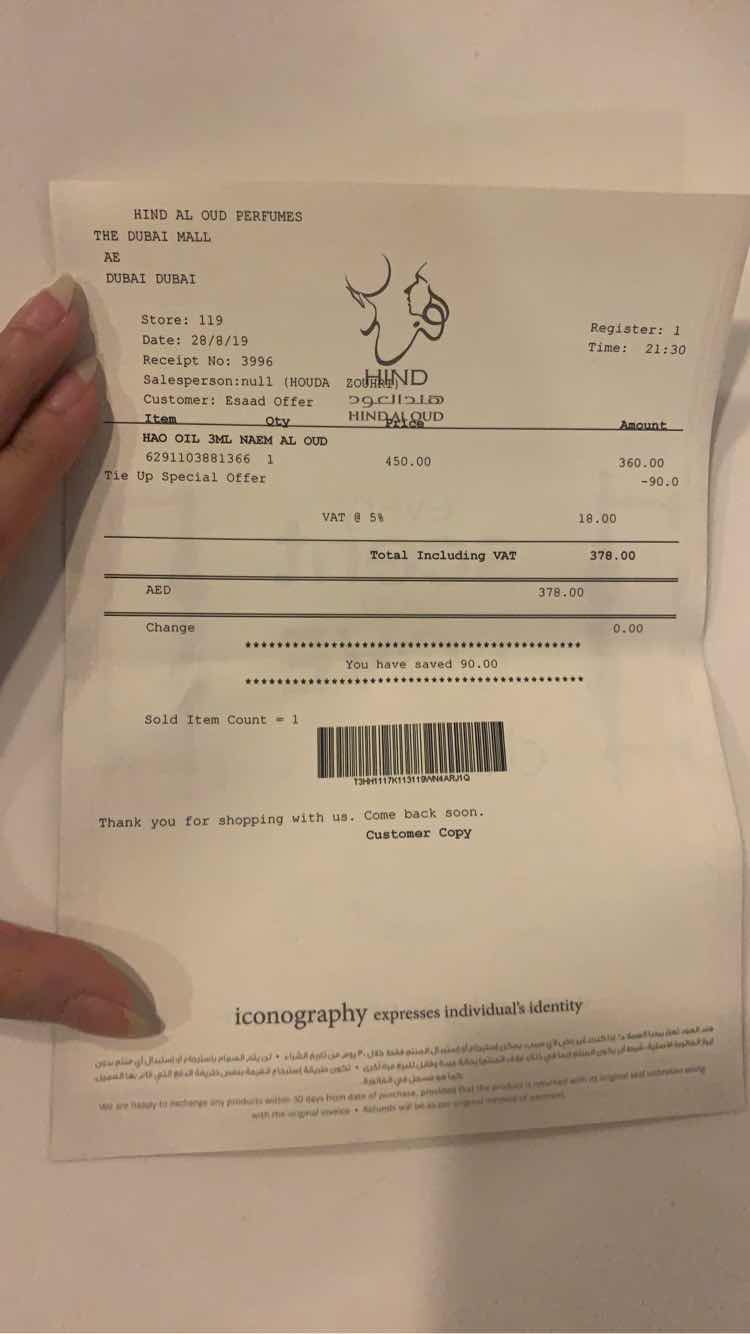 HIND AL OUD PERFUMES
THE DUBAI MALL
AE
DUBAI DUBAI
Store: 119
Register: 1
Date: 28/8/19
Time: 21:30
Receipt No: 3996
Salesperson:null (HOUDA ZOUHRI)
HIND
Customer: Esaad Offer
هند العود
HIND AL OUD
Item Qty Price Amount
HAO OIL 3ML NAEM AL OUD
6291103881366 1 450.00 360.00
Tie Up Special Offer -90.0
VAT @ 5% 18.00
Total Including VAT 378.00
AED 378.00
Change 0.00
*******************************************
You have saved 90.00
*******************************************
Sold Item Count = 1
Thank you for shopping with us. Come back soon.
Customer Copy
iconography expresses individual's identity
We are happy to exchange any products within 30 days from date of purchase, provided that the product is returned with its original seal unbroken along
with the original invoice • Refunds will be as per original method of payment.